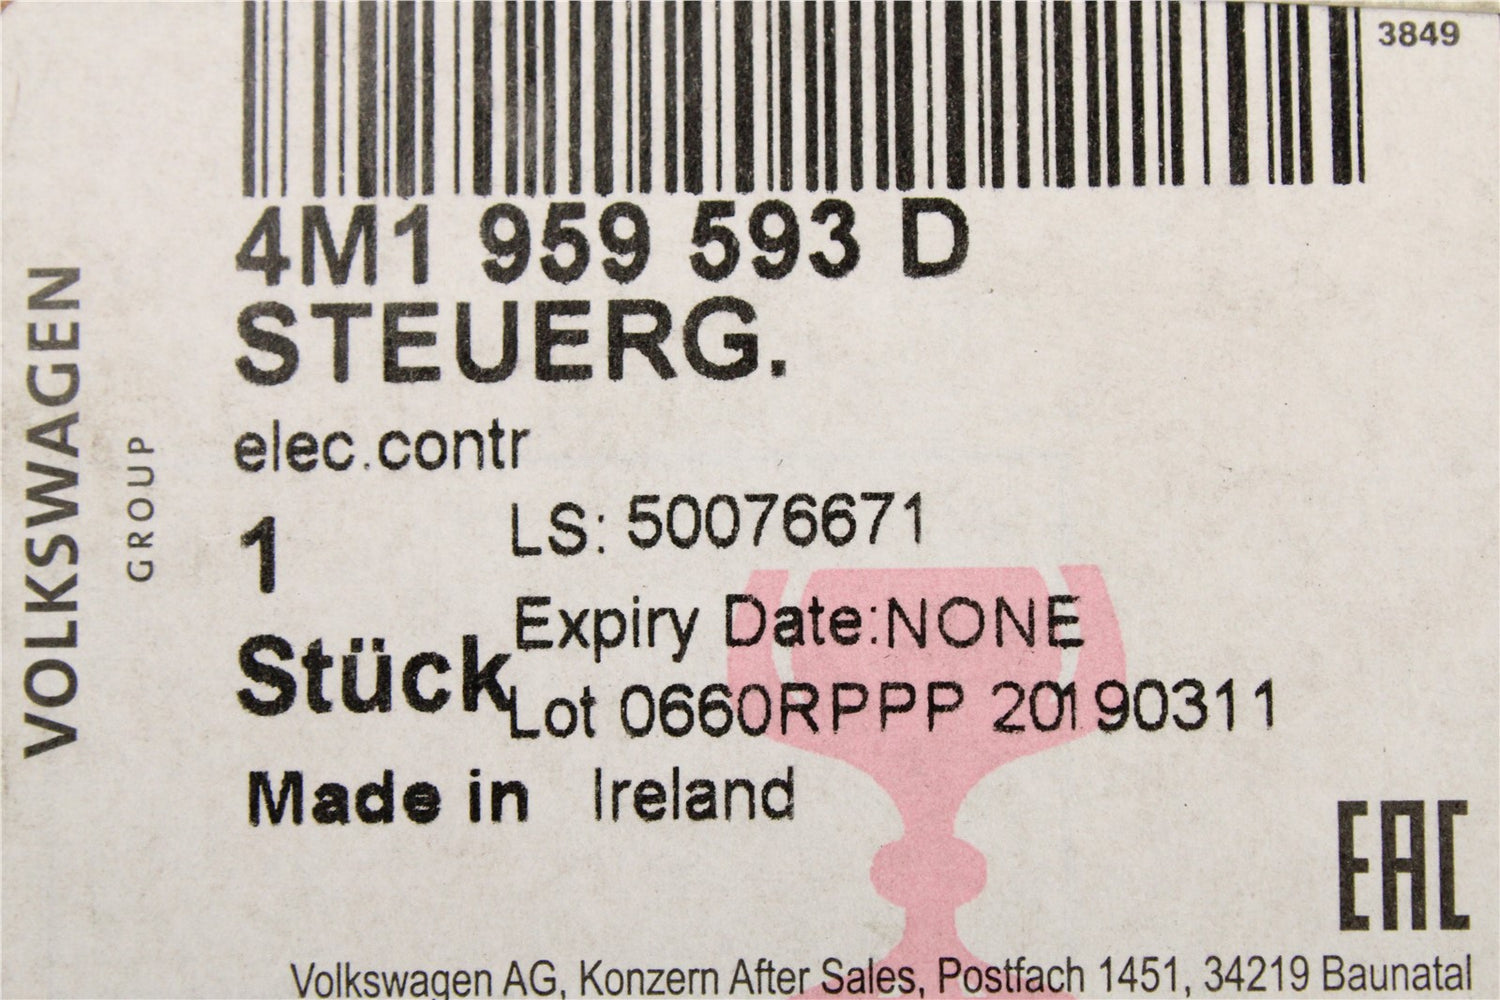 3849
4M1 959 593 D
STEUERG.
elec.contr
1
LS: 50076671
Expiry Date:NONE
Stück
Lot 0660RPPP 20190311
Made in Ireland
VOLKSWAGEN
GROUP
EAC
Volkswagen AG, Konzern After Sales, Postfach 1451, 34219 Baunatal